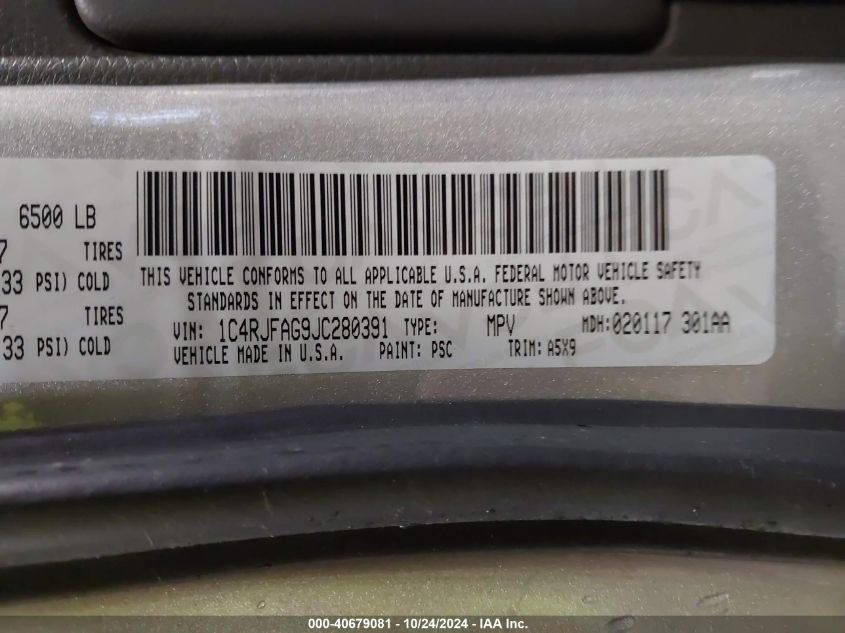 6500 LB
7 TIRES
33 PSI) COLD
7 TIRES
33 PSI) COLD
THIS VEHICLE CONFORMS TO ALL APPLICABLE U.S.A. FEDERAL MOTOR VEHICLE SAFETY
STANDARDS IN EFFECT ON THE DATE OF MANUFACTURE SHOWN ABOVE.
VIN: 1C4RJFAG9JC280391 TYPE: MPV MDH:020117 301AA
VEHICLE MADE IN U.S.A. PAINT: PSC TRIM: A5X9
000-40679081 - 10/24/2024 - IAA Inc.